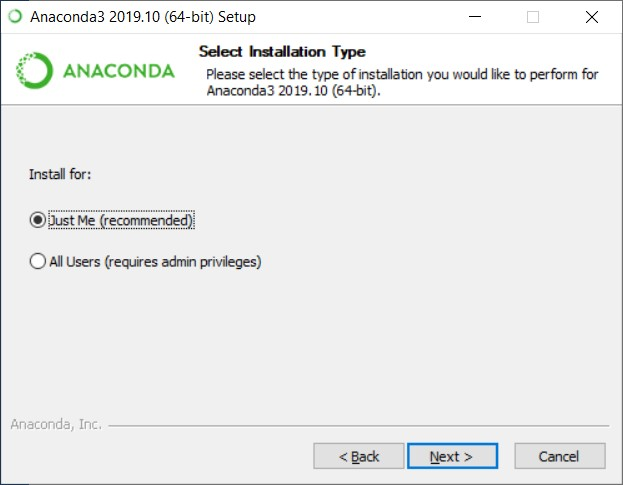 Anaconda3 2019.10 (64-bit) Setup
ANACONDA
Select Installation Type
Please select the type of installation you would like to perform for
Anaconda3 2019.10 (64-bit).
Install for:
Just Me (recommended)
All Users (requires admin privileges)
Anaconda, Inc.
< Back
Next >
Cancel